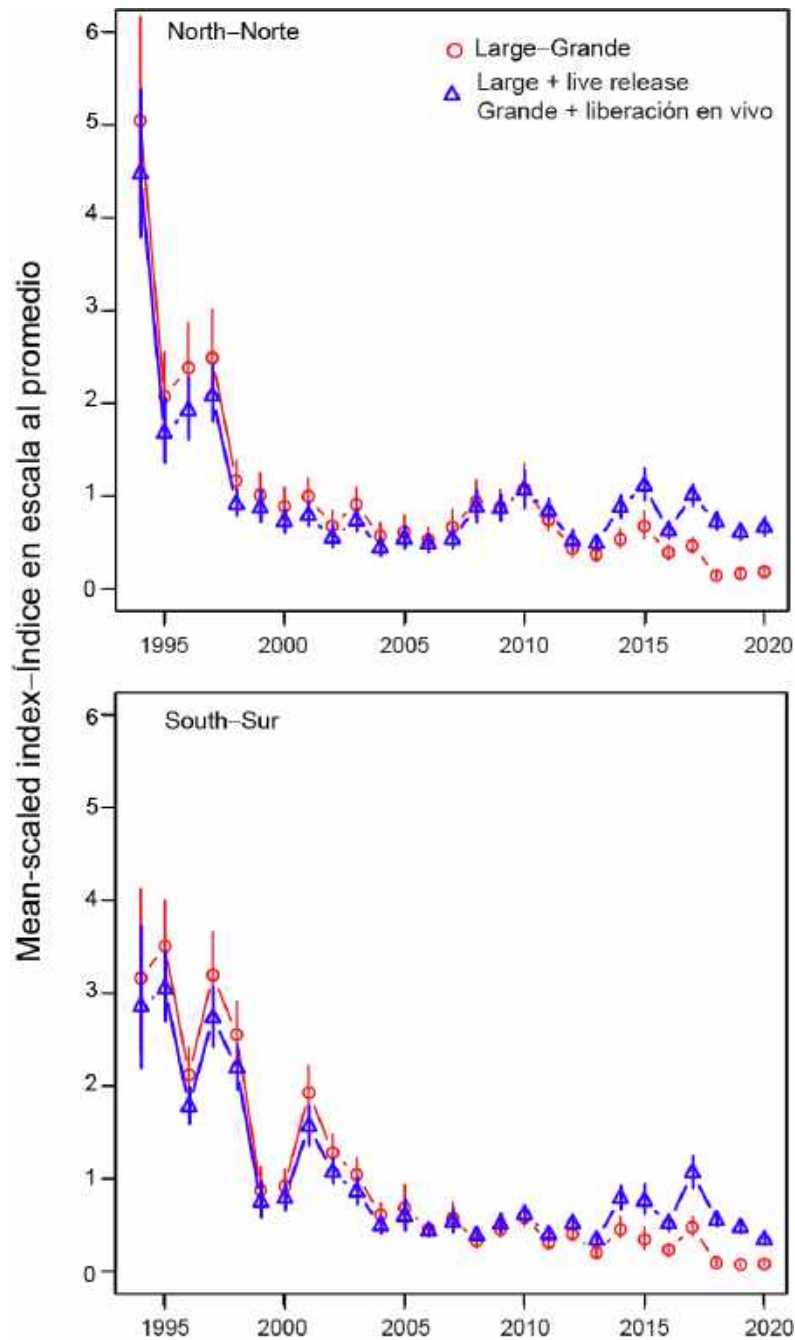 Mean-scaled index–Índice en escala al promedio
North–Norte
Large–Grande
Large + live release
Grande + liberación en vivo
6
5
4
3
2
1
0
1995 2000 2005 2010 2015 2020
South–Sur
6
5
4
3
2
1
0
1995 2000 2005 2010 2015 2020